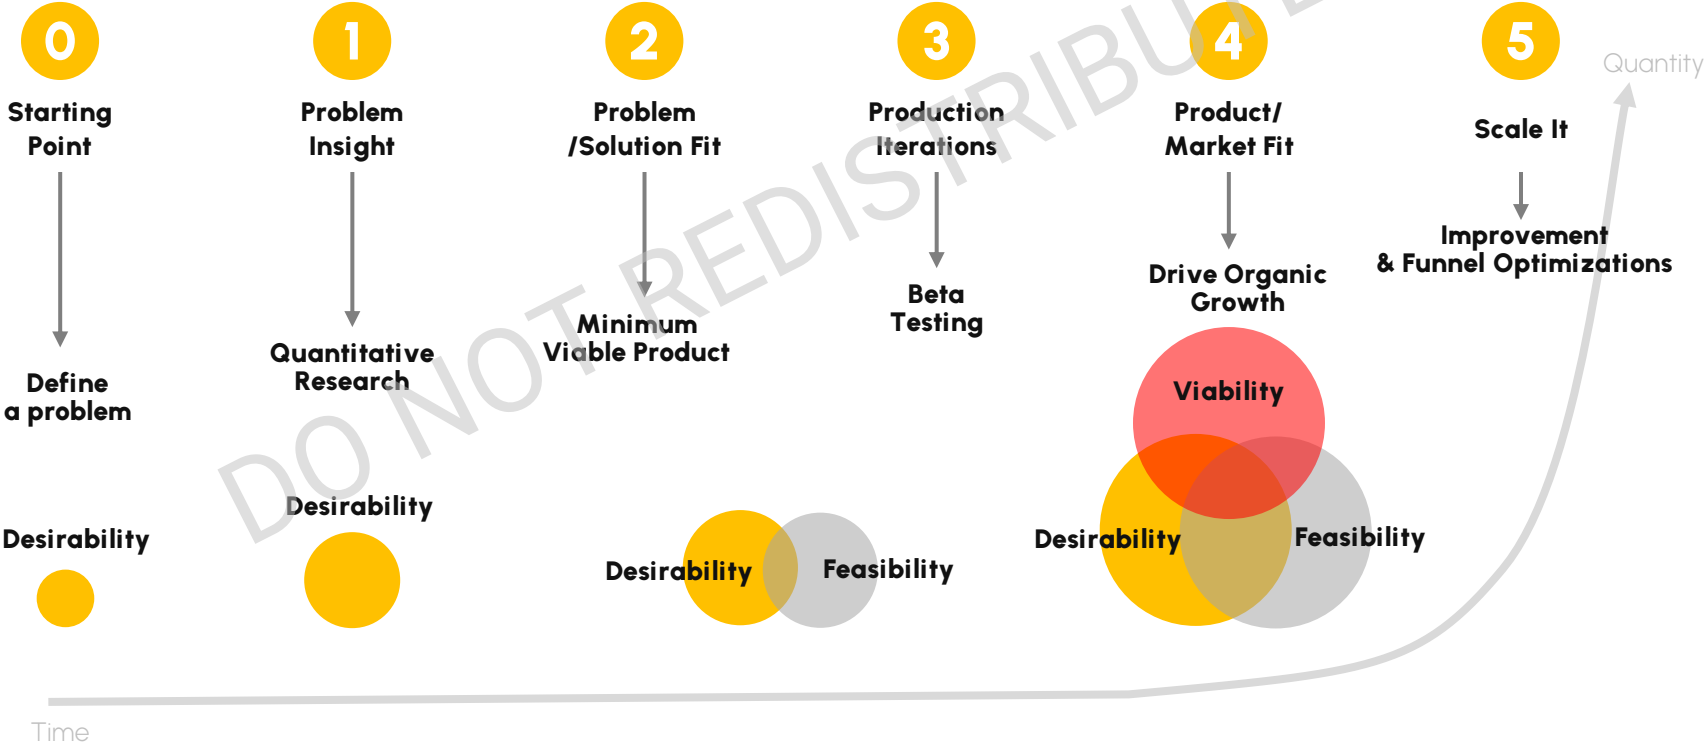 0
1
2
3
4
5
Quantity
Starting
Point
Problem
Insight
Problem
/Solution Fit
Production
Iterations
Product/
Market Fit
Scale It
Define
a problem
Quantitative
Research
Minimum
Viable Product
Beta
Testing
Drive Organic
Growth
Improvement
& Funnel Optimizations
Desirability
Desirability
Desirability
Feasibility
Viability
Desirability
Feasibility
Time
DO NOT REDISTRIBUTE